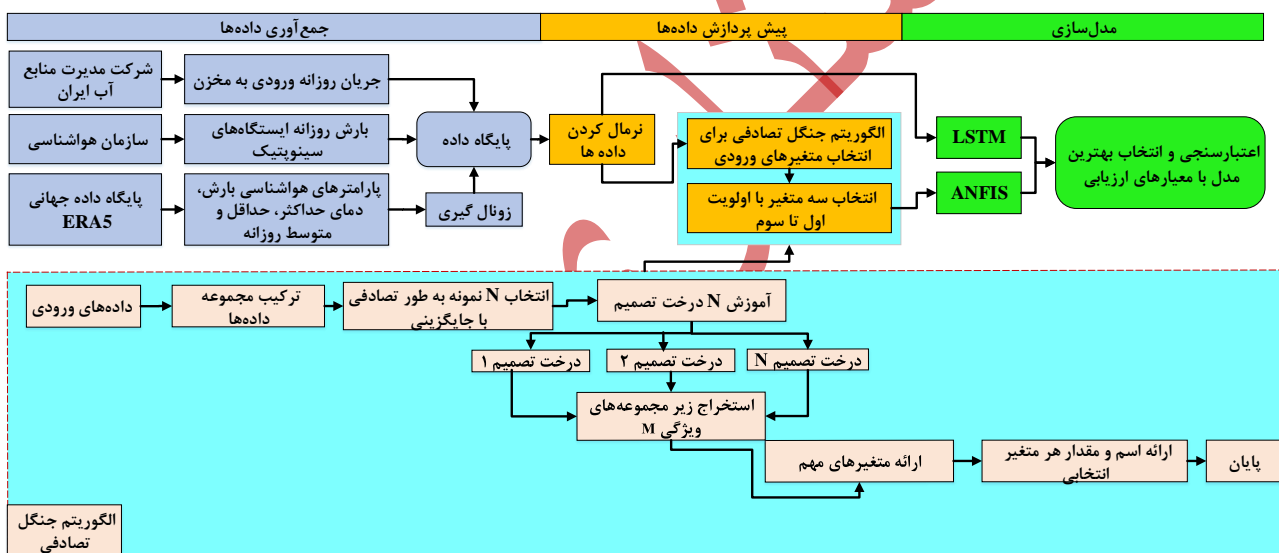 جمع‌آوری داده‌ها
پیش پردازش داده‌ها
مدل‌سازی
شرکت مدیرت منابع
آب ایران
جریان روزانه ورودی به مخزن
سازمان هواشناسی
بارش روزانه ایستگاه‌های
سینوپتیک
پایگاه داده جهانی
ERA5
پارامترهای هواشناسی بارش،
دمای حداکثر، حداقل و
متوسط روزانه
زونال گیری
پایگاه داده
نرمال کردن
داده ها
الگوریتم جنگل تصادفی برای
انتخاب متغیرهای ورودی
انتخاب سه متغیر با اولویت
اول تا سوم
LSTM
ANFIS
اعتبارسنجی و انتخاب بهترین
مدل با معیارهای ارزیابی
داده‌های ورودی
ترکیب مجموعه
داده‌ها
انتخاب N نمونه به طور تصادفی
با جایگزینی
آموزش N درخت تصمیم
درخت تصمیم ۱
درخت تصمیم ۲
درخت تصمیم N
استخراج زیر مجموعه‌های
ویژگی M
ارائه متغیرهای مهم
ارائه اسم و مقدار هر متغیر
انتخابی
پایان
الگوریتم جنگل
تصادفی